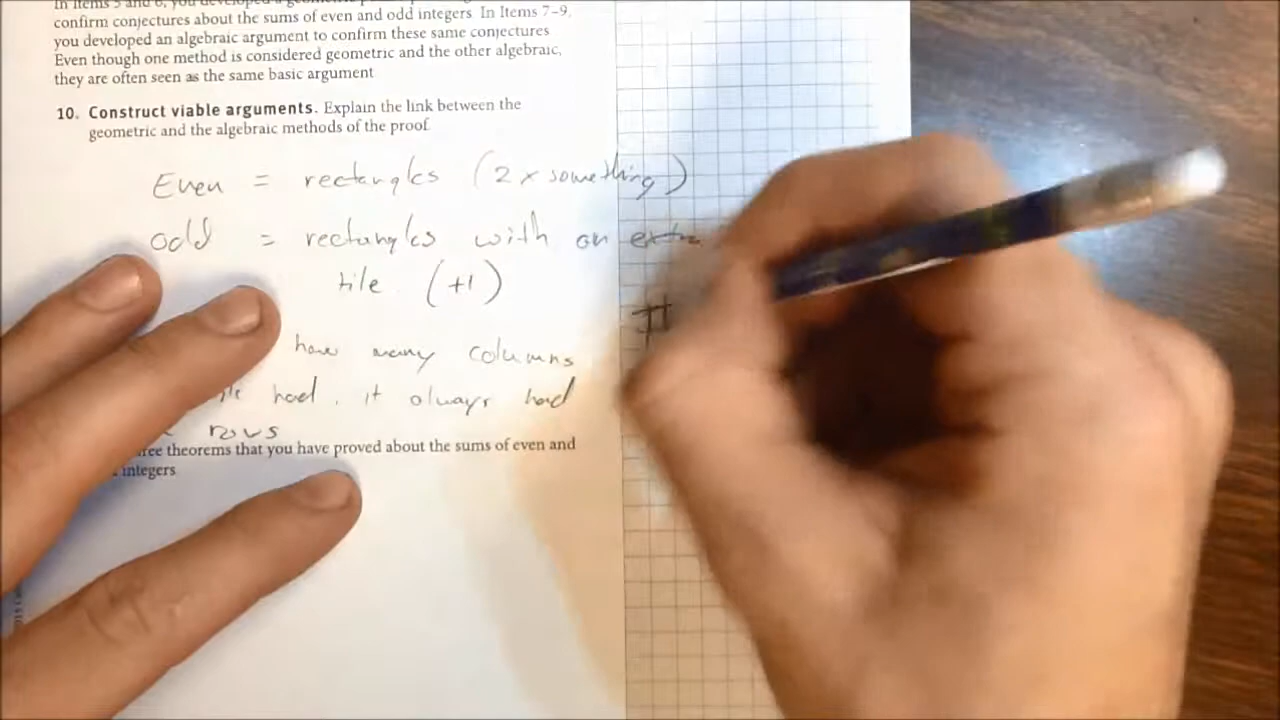 In Items 5 and 6, you developed a geometric
confirm conjectures about the sums of even and odd integers. In Items 7–9,
you developed an algebraic argument to confirm these same conjectures
Even though one method is considered geometric and the other algebraic,
they are often seen as the same basic argument
10. Construct viable arguments. Explain the link between the
geometric and the algebraic methods of the proof.
Even = rectangles (2 x something)
odd = rectangles with an extra
tile (+1)
how many columns
had, it always had
rows
theorems that you have proved about the sums of even and
integers